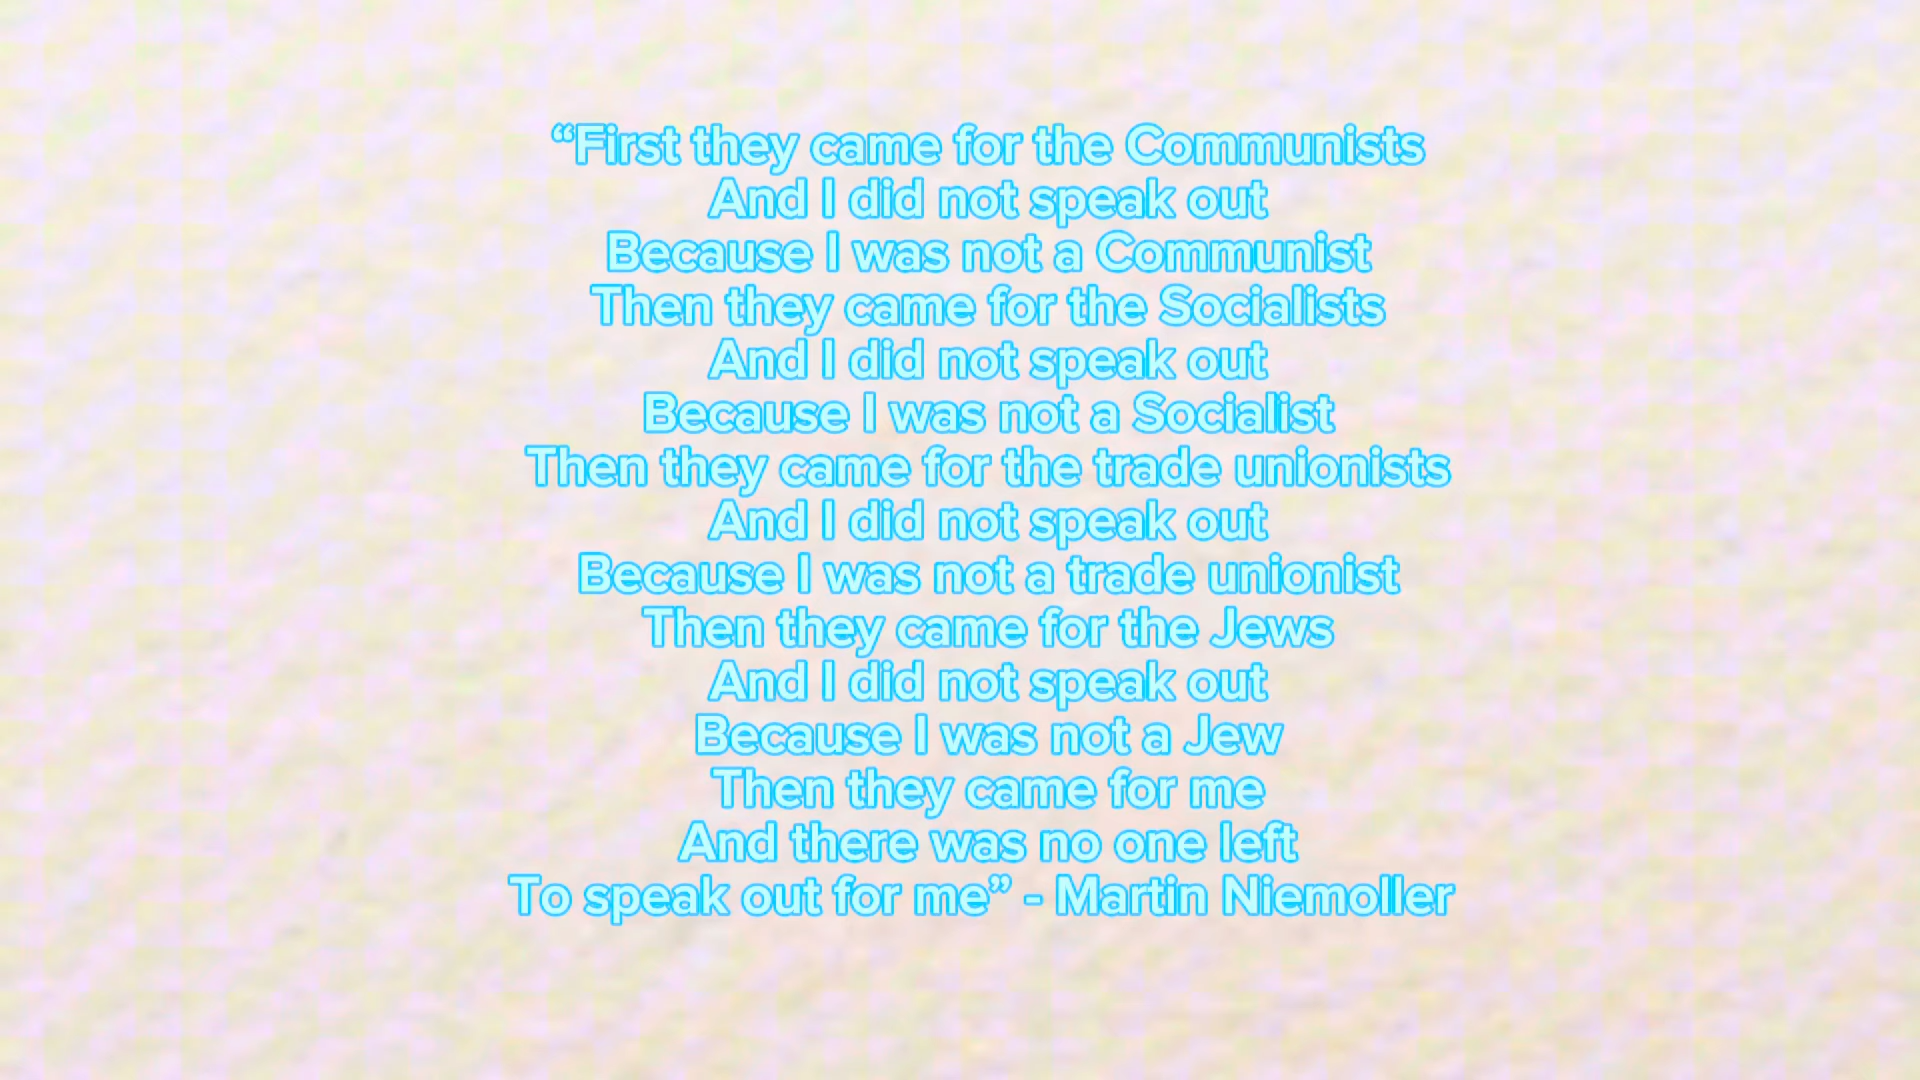 “First they came for the Communists
And I did not speak out
Because I was not a Communist
Then they came for the Socialists
And I did not speak out
Because I was not a Socialist
Then they came for the trade unionists
And I did not speak out
Because I was not a trade unionist
Then they came for the Jews
And I did not speak out
Because I was not a Jew
Then they came for me
And there was no one left
To speak out for me” - Martin Niemoller